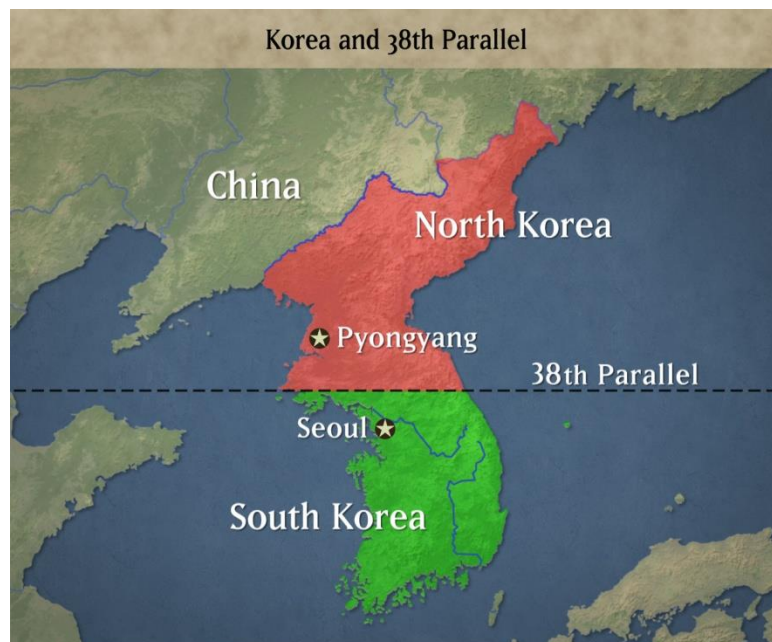 Korea and 38th Parallel
China
North Korea
Pyongyang
38th Parallel
Seoul
South Korea